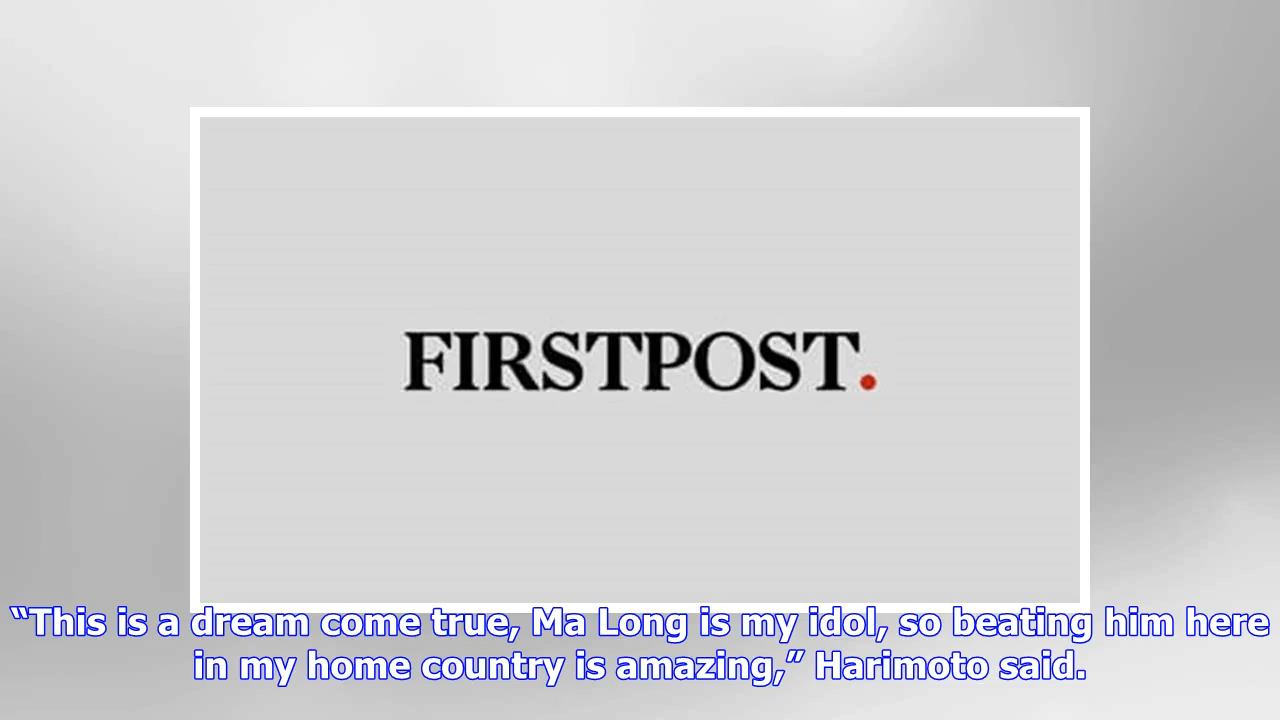 FIRSTPOST.
“This is a dream come true, Ma Long is my idol, so beating him here
in my home country is amazing,” Harimoto said.